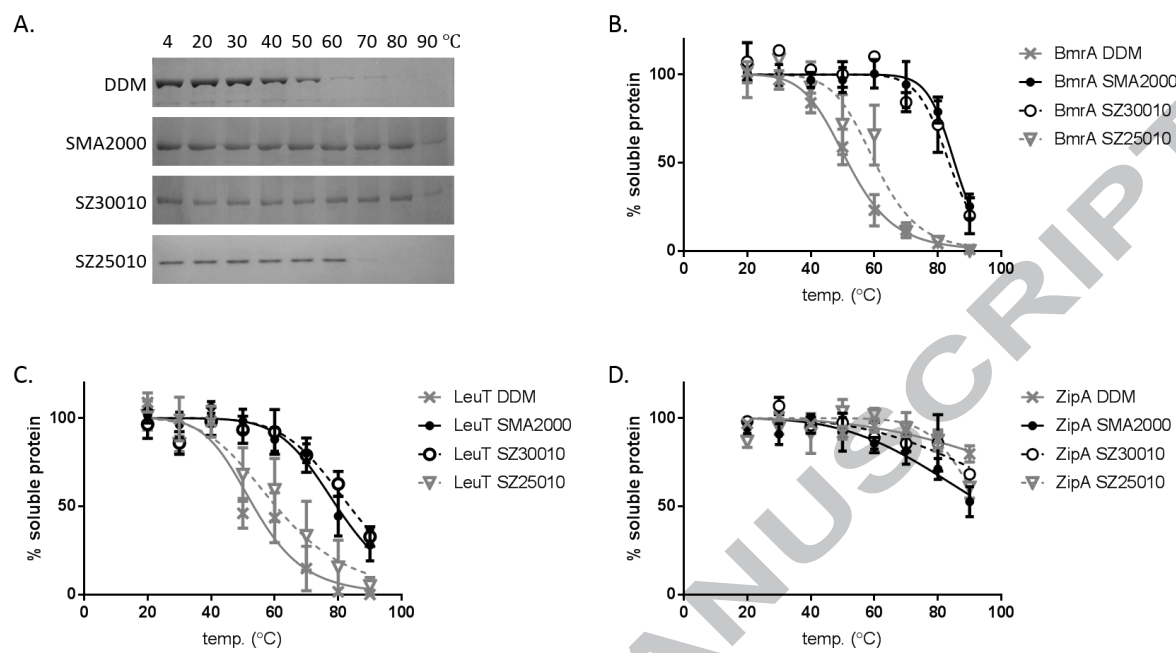 A.
4 20 30 40 50 60 70 80 90 °C
DDM
SMA2000
SZ30010
SZ25010
B.
% soluble protein
100
50
0
0 20 40 60 80 100
temp. (°C)
BmrA DDM
BmrA SMA2000
BmrA SZ30010
BmrA SZ25010
C.
% soluble protein
100
50
0
0 20 40 60 80 100
temp. (°C)
LeuT DDM
LeuT SMA2000
LeuT SZ30010
LeuT SZ25010
D.
% soluble protein
100
50
0
0 20 40 60 80 100
temp. (°C)
ZipA DDM
ZipA SMA2000
ZipA SZ30010
ZipA SZ25010
ANUSCRIPT